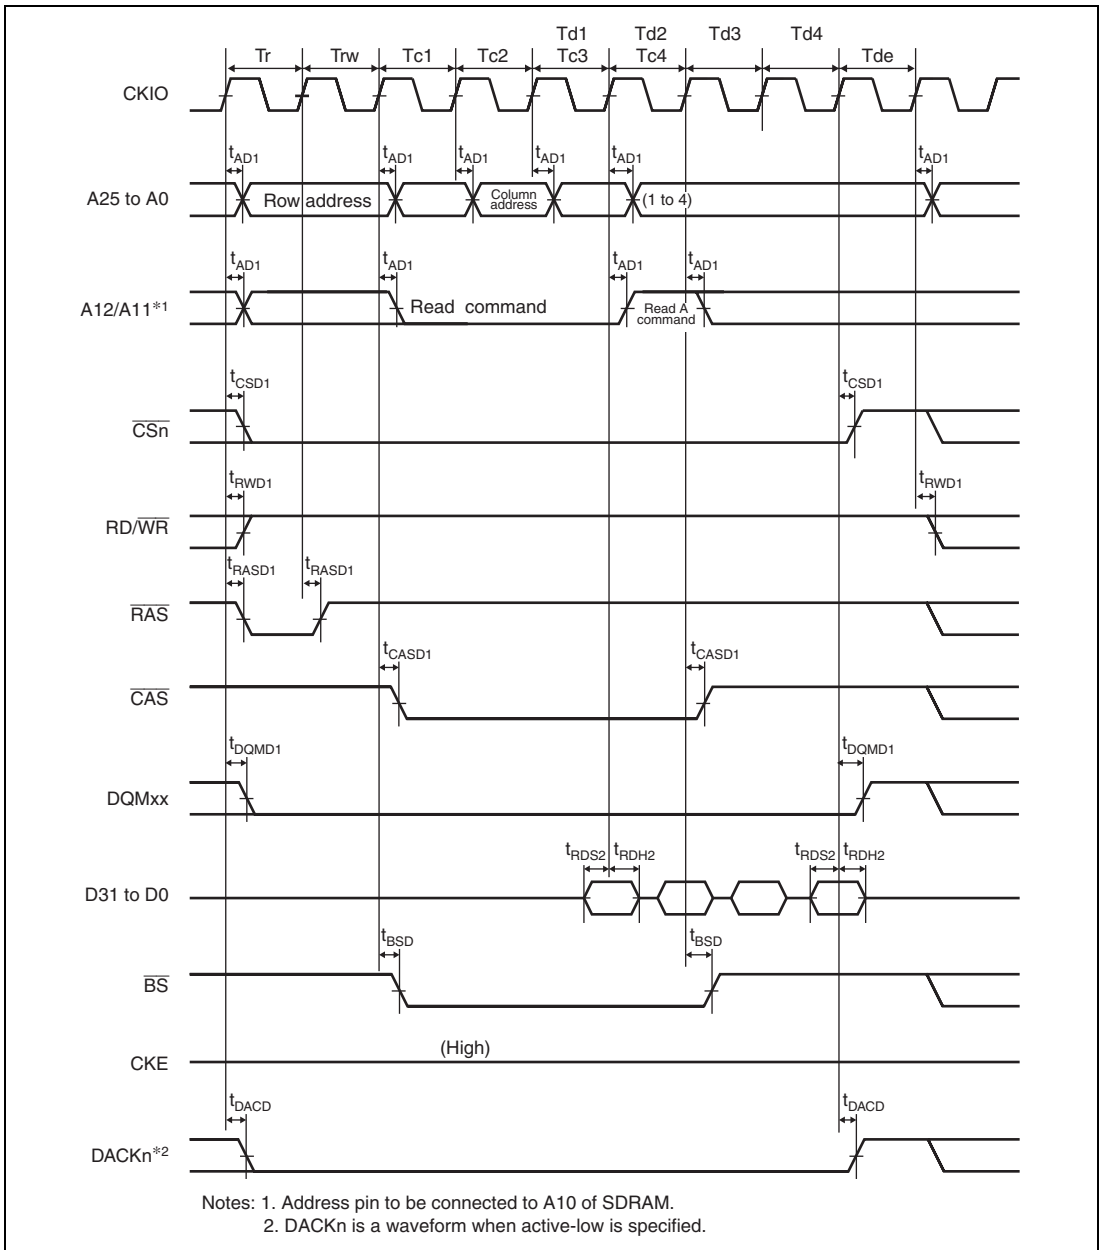 Td1 Td2 Td3 Td4
Tr Trw Tc1 Tc2 Tc3 Tc4 Tde
CKIO
tAD1 tAD1 tAD1 tAD1 tAD1 tAD1
A25 to A0 Row address Column address (1 to 4)
tAD1 tAD1 tAD1 tAD1
A12/A11*1 Read command Read A command
tCSD1 tCSD1
CSn
tRWD1 tRWD1
RD/WR
tRASD1 tRASD1
RAS
tCASD1 tCASD1
CAS
tDQMD1 tDQMD1
DQMxx
tRDS2 tRDH2 tRDS2 tRDH2
D31 to D0
tBSD tBSD
BS
(High)
CKE
tDACD tDACD
DACKn*2
Notes: 1. Address pin to be connected to A10 of SDRAM.
2. DACKn is a waveform when active-low is specified.